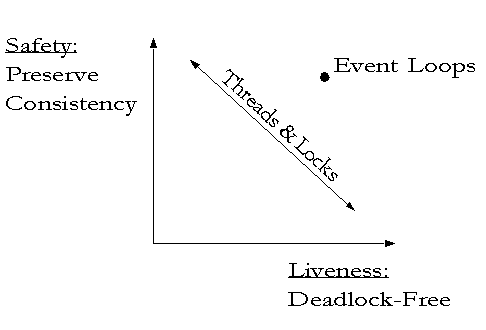 Safety:
Preserve
Consistency
Event Loops
Threads & Locks
Liveness:
Deadlock-Free